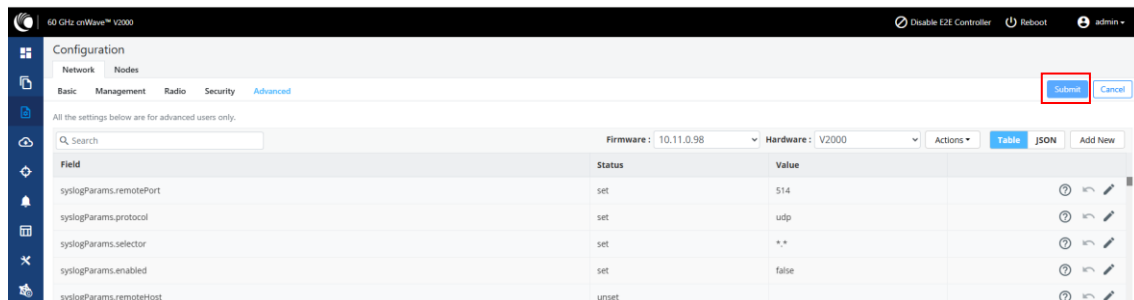 60 GHz cnWave™ V2000 Disable E2E Controller Reboot admin
Configuration
Network Nodes
Basic Management Radio Security Advanced Submit Cancel
All the settings below are for advanced users only.
Search Firmware : 10.11.0.98 Hardware : V2000 Actions Table JSON Add New
Field Status Value
syslogParams.remotePort set 514
syslogParams.protocol set udp
syslogParams.selector set *.*
syslogParams.enabled set false
syslogParams.remoteHost unset